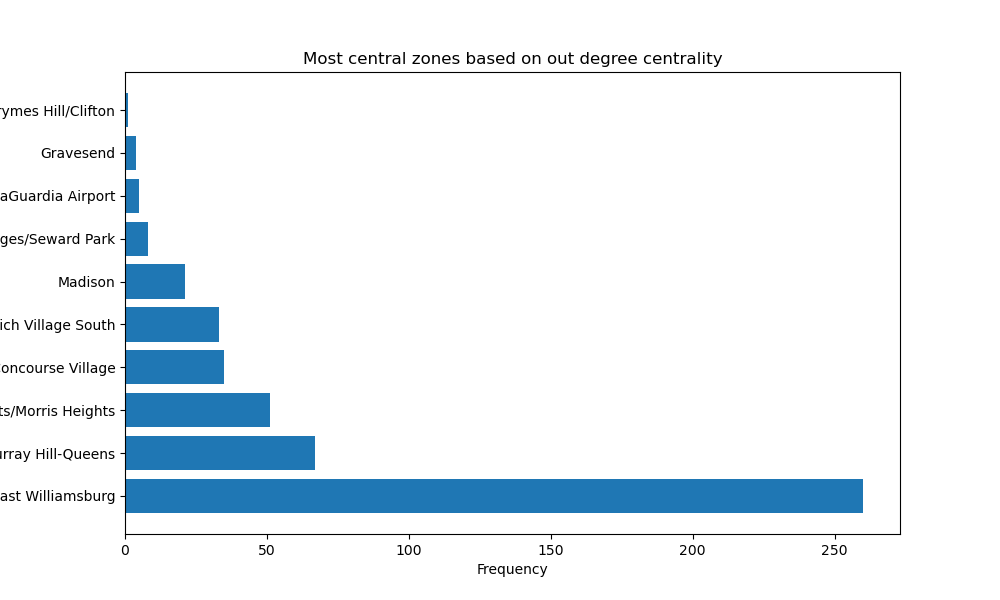 Most central zones based on out degree centrality
rymes Hill/Clifton
Gravesend
aGuardia Airport
ges/Seward Park
Madison
ich Village South
Concourse Village
ts/Morris Heights
urray Hill-Queens
ast Williamsburg
0 50 100 150 200 250
Frequency